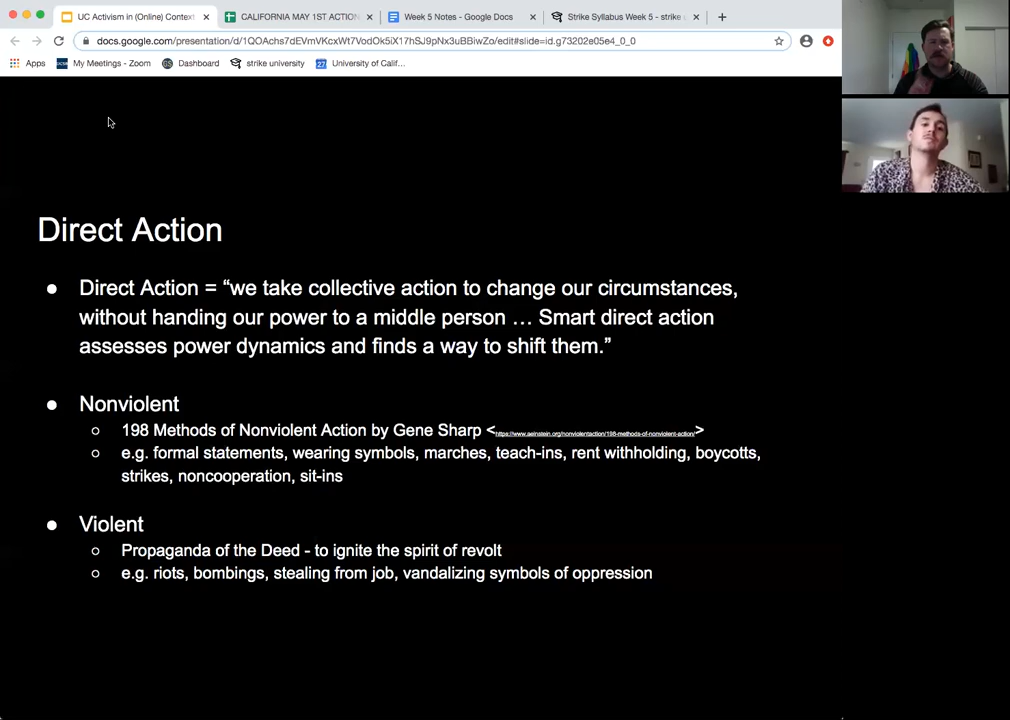 UC Activism in (Online) Context
CALIFORNIA MAY 1ST ACTION
Week 5 Notes - Google Docs
Strike Syllabus Week 5 - strike u
docs.google.com/presentation/d/1QOAchs7dEVmVKcxWt7VodOk5iX17hSJ9pNx3uBBiwZo/edit#slide=id.g73202e05e4_0_0
Apps
My Meetings - Zoom
Dashboard
strike university
27
University of Calif...
Direct Action
● Direct Action = “we take collective action to change our circumstances,
without handing our power to a middle person … Smart direct action
assesses power dynamics and finds a way to shift them.”
● Nonviolent
○ 198 Methods of Nonviolent Action by Gene Sharp <https://www.aeinstein.org/nonviolentaction/198-methods-of-nonviolent-action/>
○ e.g. formal statements, wearing symbols, marches, teach-ins, rent withholding, boycotts,
strikes, noncooperation, sit-ins
● Violent
○ Propaganda of the Deed - to ignite the spirit of revolt
○ e.g. riots, bombings, stealing from job, vandalizing symbols of oppression